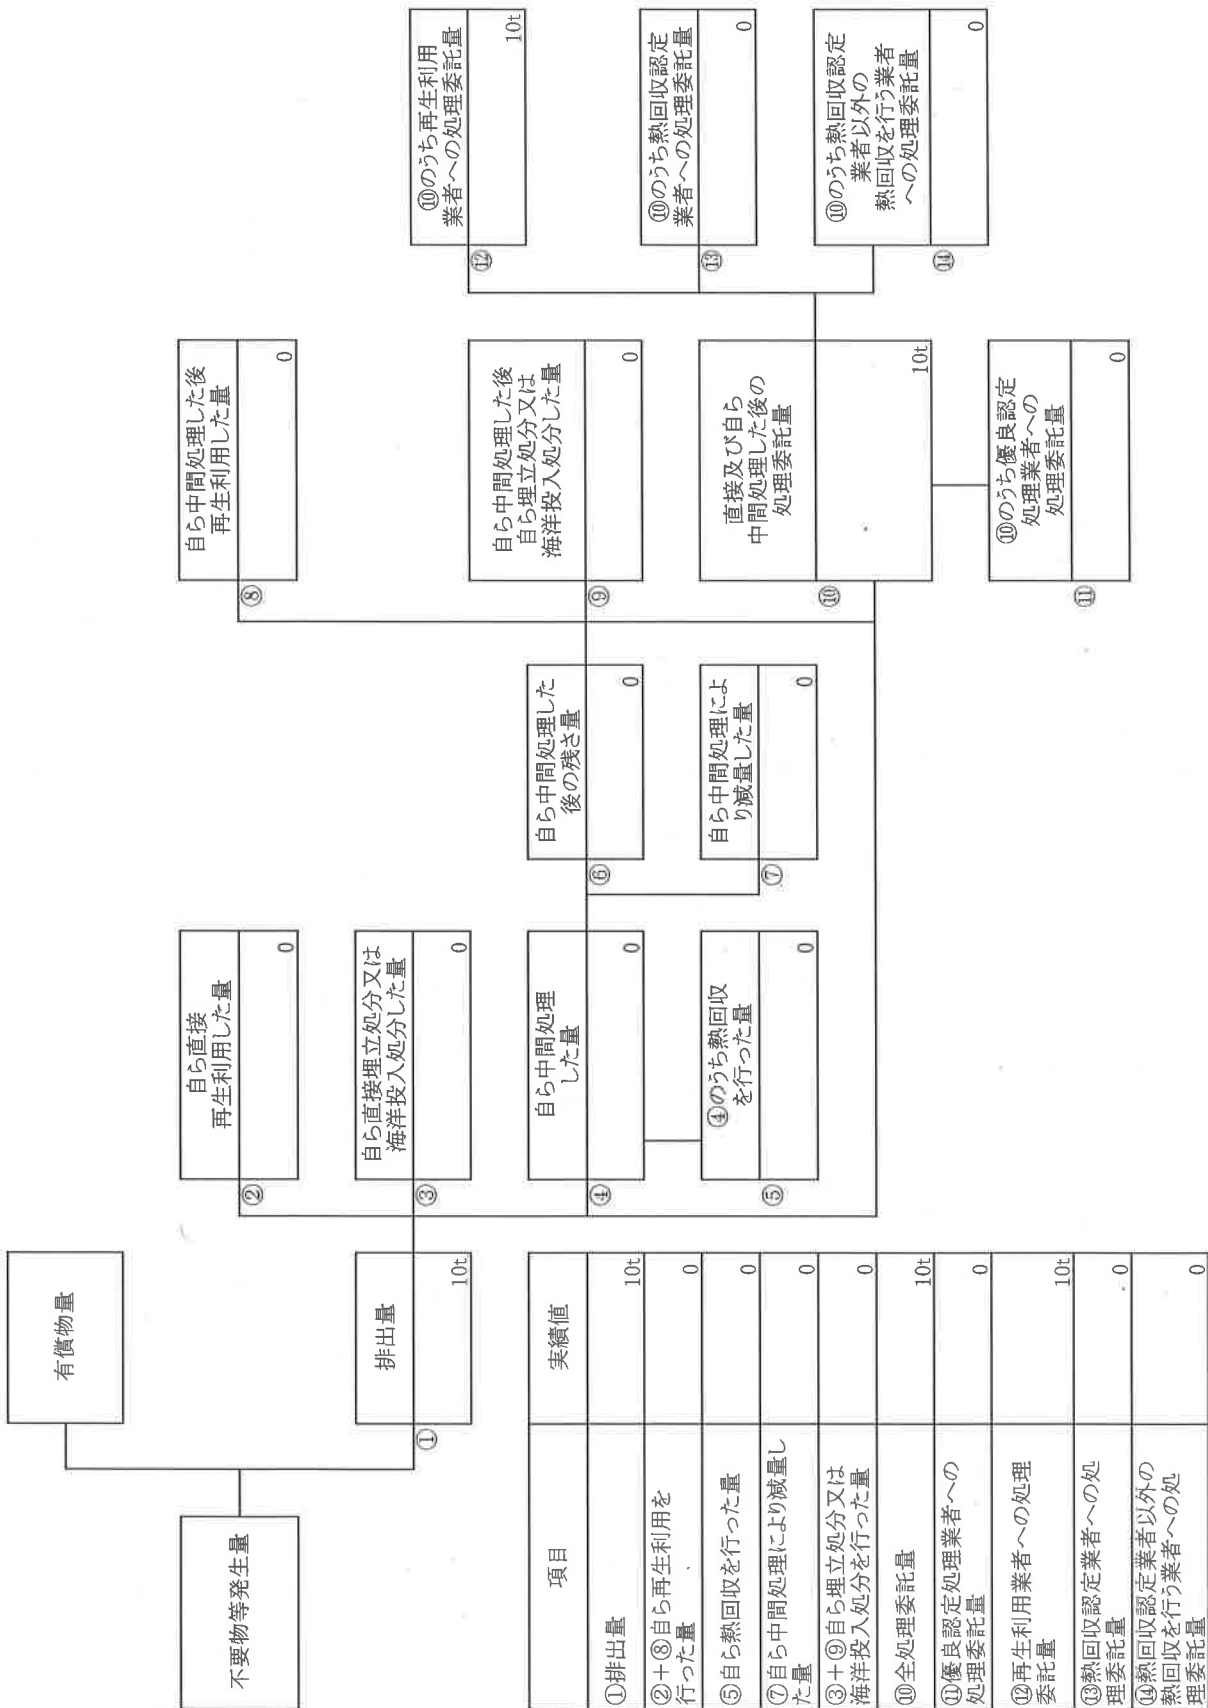 不要物等発生量
有償物量
①
排出量
10t
②
自ら直接
再生利用した量
0
③
自ら直接埋立処分又は
海洋投入処分した量
0
④
自ら中間処理
した量
0
⑤
④のうち熱回収
を行った量
0
⑥
自ら中間処理した
後の残さ量
0
⑦
自ら中間処理によ
り減量した量
0
⑧
自ら中間処理した後
再生利用した量
0
⑨
自ら中間処理した後
自ら埋立処分又は
海洋投入処分した量
0
⑩
直接及び自ら
中間処理した後の
処理委託量
10t
⑪
⑩のうち優良認定
処理業者への
処理委託量
0
⑫
⑩のうち再生利用
業者への処理委託量
10t
⑬
⑩のうち熱回収認定
業者への処理委託量
0
⑭
⑩のうち熱回収認定
業者以外の
熱回収を行う業者
への処理委託量
0
項目 実績値
①排出量 10t
②+⑧自ら再生利用を
行った量 0
⑤自ら熱回収を行った量 0
⑦自ら中間処理により減量し
た量 0
③+⑨自ら埋立処分又は
海洋投入処分を行った量 0
⑩全処理委託量 10t
⑪優良認定処理業者への
処理委託量 0
⑫再生利用業者への処理
委託量 10t
⑬熱回収認定業者への処
理委託量 0
⑭熱回収認定業者以外の
熱回収を行う業者への処
理委託量 0